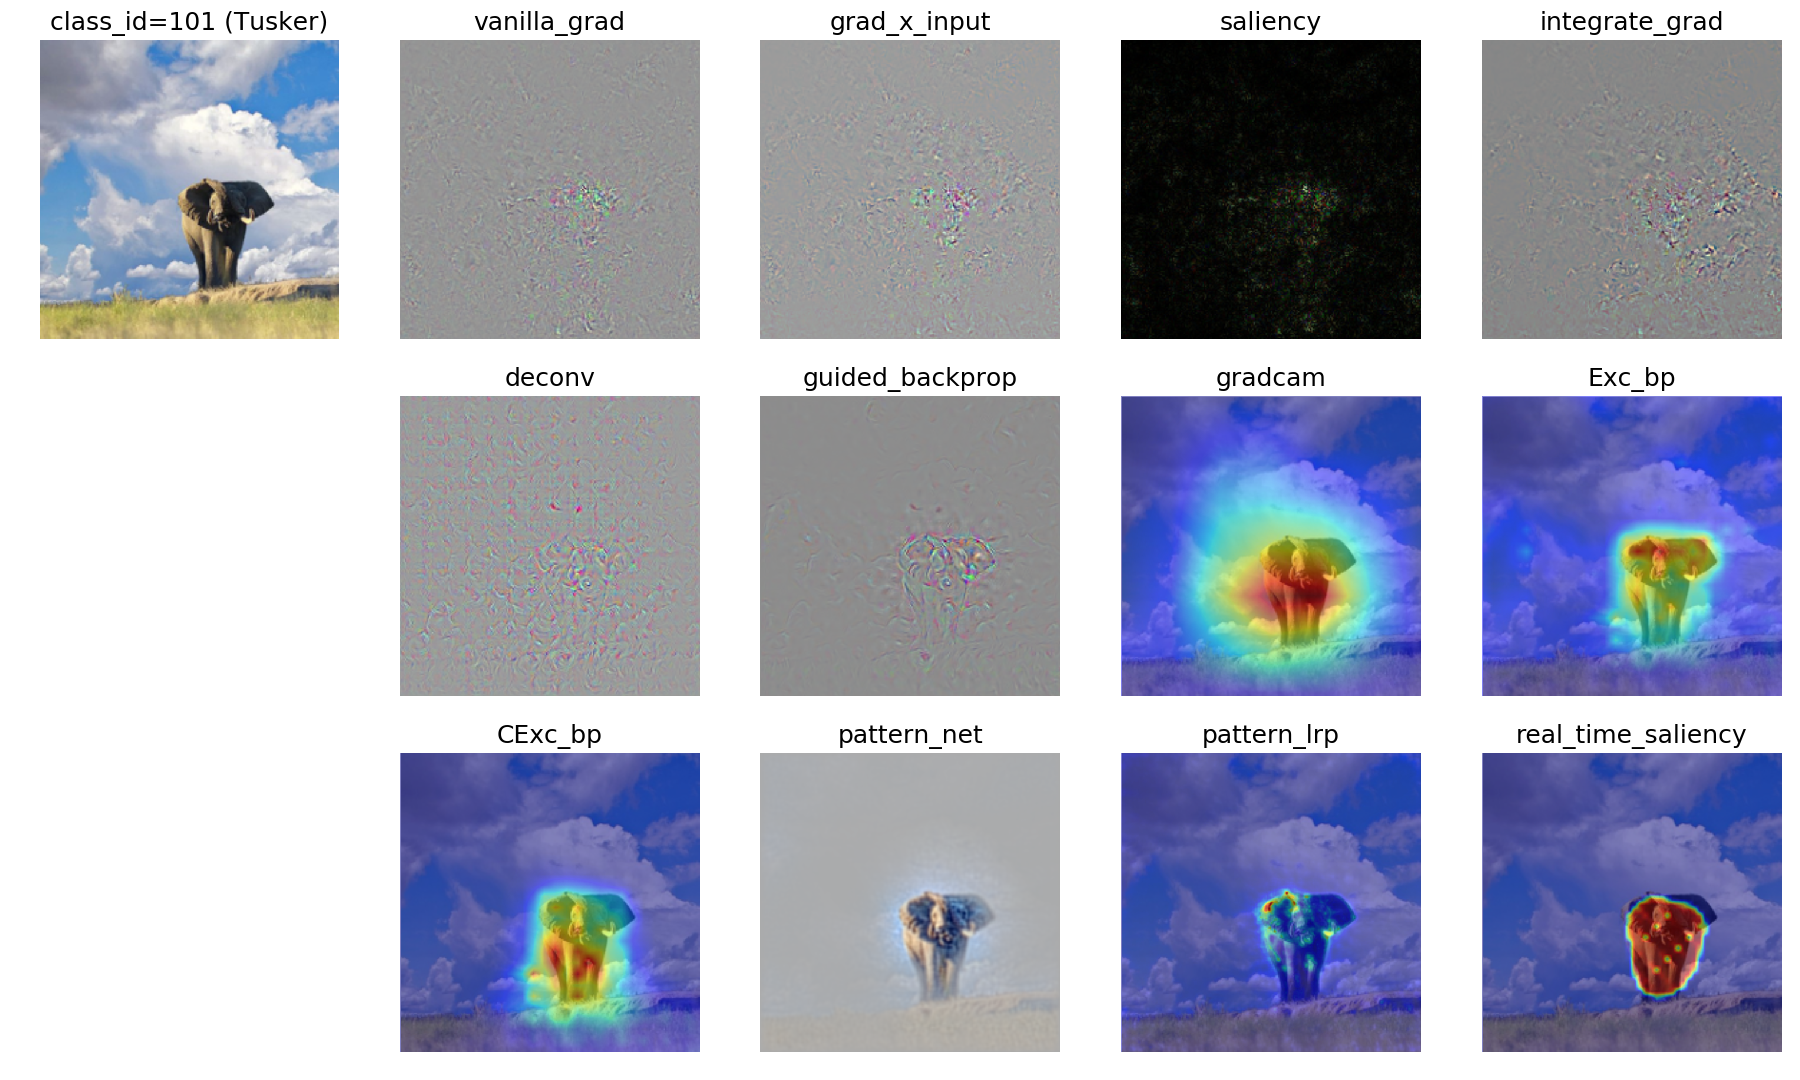 class_id=101 (Tusker)
vanilla_grad
grad_x_input
saliency
integrate_grad
deconv
guided_backprop
gradcam
Exc_bp
CExc_bp
pattern_net
pattern_lrp
real_time_saliency